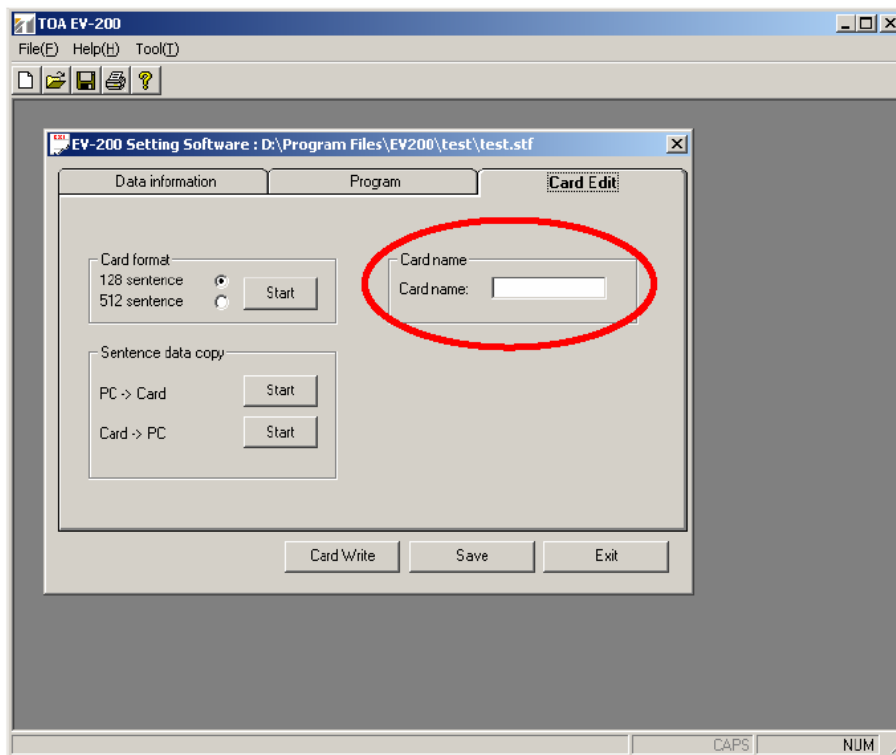 TOA EV-200
File(F) Help(H) Tool(T)
EV-200 Setting Software : D:\Program Files\EV200\test\test.stf
Data information Program Card Edit
Card format
128 sentence
512 sentence
Start
Card name
Card name:
Sentence data copy
PC -> Card Start
Card -> PC Start
Card Write Save Exit
CAPS NUM